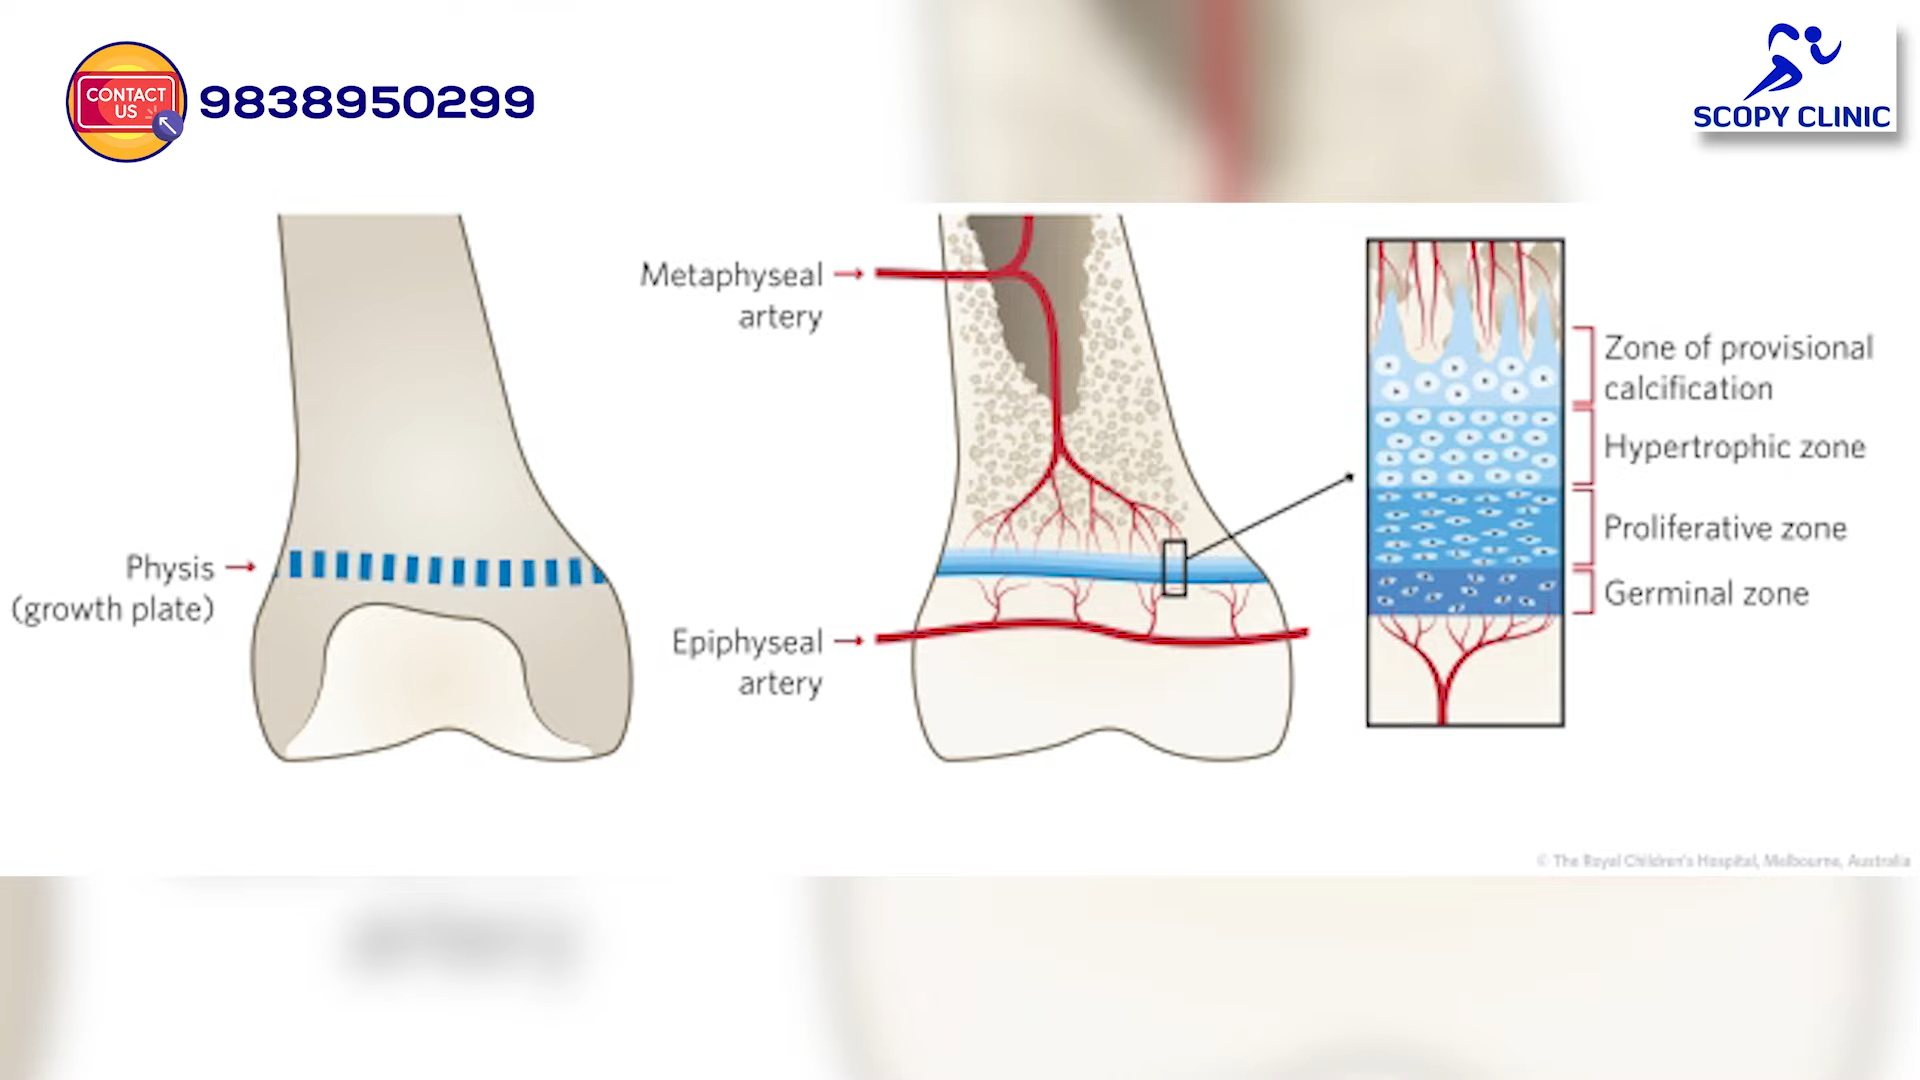 CONTACT
US
9838950299
SCOPY CLINIC
Metaphyseal
artery
Physis
(growth plate)
Epiphyseal
artery
Zone of provisional
calcification
Hypertrophic zone
Proliferative zone
Germinal zone
© The Royal Children's Hospital, Melbourne, Australia
artery